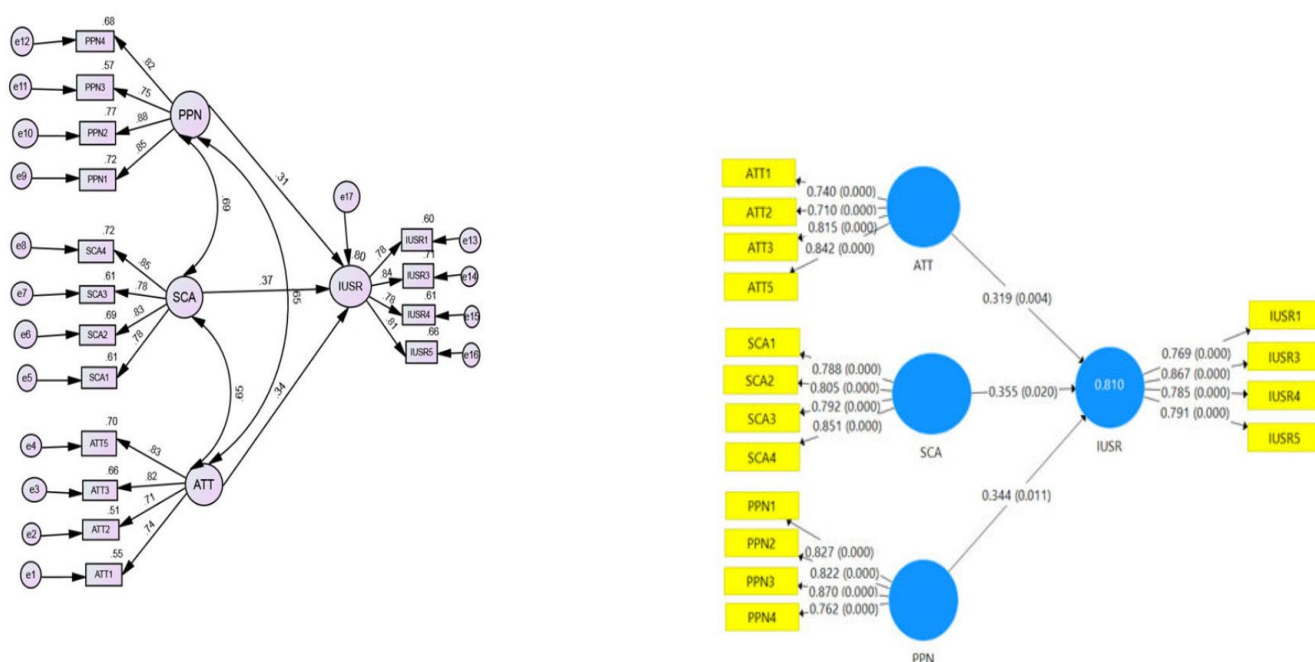 .68
e12 PPN4
.82
.57
e11 PPN3
.75
.77
e10 PPN2
.88
.72
e9 PPN1
.85
PPN
.31
.69
.65
.72
e8 SCA4
.85
.61
e7 SCA3
.78
.69
e6 SCA2
.83
.61
e5 SCA1
.78
SCA
.37
.65
.70
e4 ATT5
.83
.66
e3 ATT3
.82
.51
e2 ATT2
.71
.55
e1 ATT1
.74
ATT
.34
e17
.80
IUSR
.60
.78 IUSR1 e13
.71
.84 IUSR3 e14
.61
.78 IUSR4 e15
.66
.81 IUSR5 e16
ATT1 0.740 (0.000)
ATT2 0.710 (0.000)
ATT3 0.815 (0.000)
ATT5 0.842 (0.000)
ATT
0.319 (0.004)
SCA1 0.788 (0.000)
SCA2 0.805 (0.000)
SCA3 0.792 (0.000)
SCA4 0.851 (0.000)
SCA
0.355 (0.020)
PPN1 0.827 (0.000)
PPN2 0.822 (0.000)
PPN3 0.870 (0.000)
PPN4 0.762 (0.000)
PPN
0.344 (0.011)
0.810
IUSR
0.769 (0.000) IUSR1
0.867 (0.000) IUSR3
0.785 (0.000) IUSR4
0.791 (0.000) IUSR5